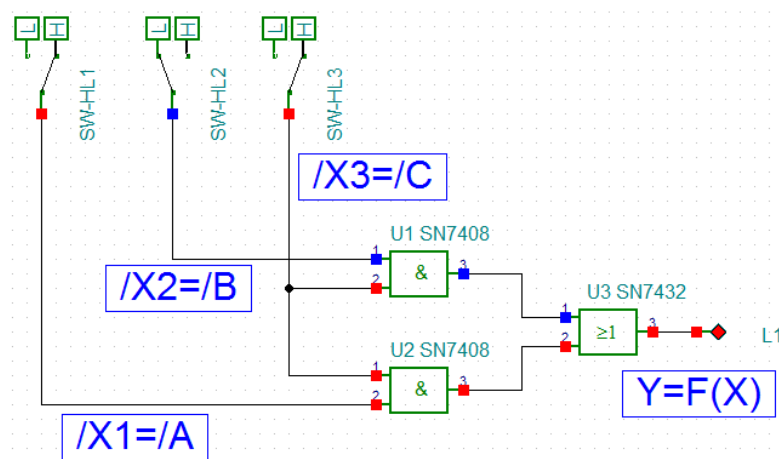 L H
L H
L H
SW-HL1
SW-HL2
SW-HL3
/X3=/C
U1 SN7408
1
&
3
2
/X2=/B
U3 SN7432
1
≥1
3
L1
2
U2 SN7408
1
&
3
2
Y=F(X)
/X1=/A